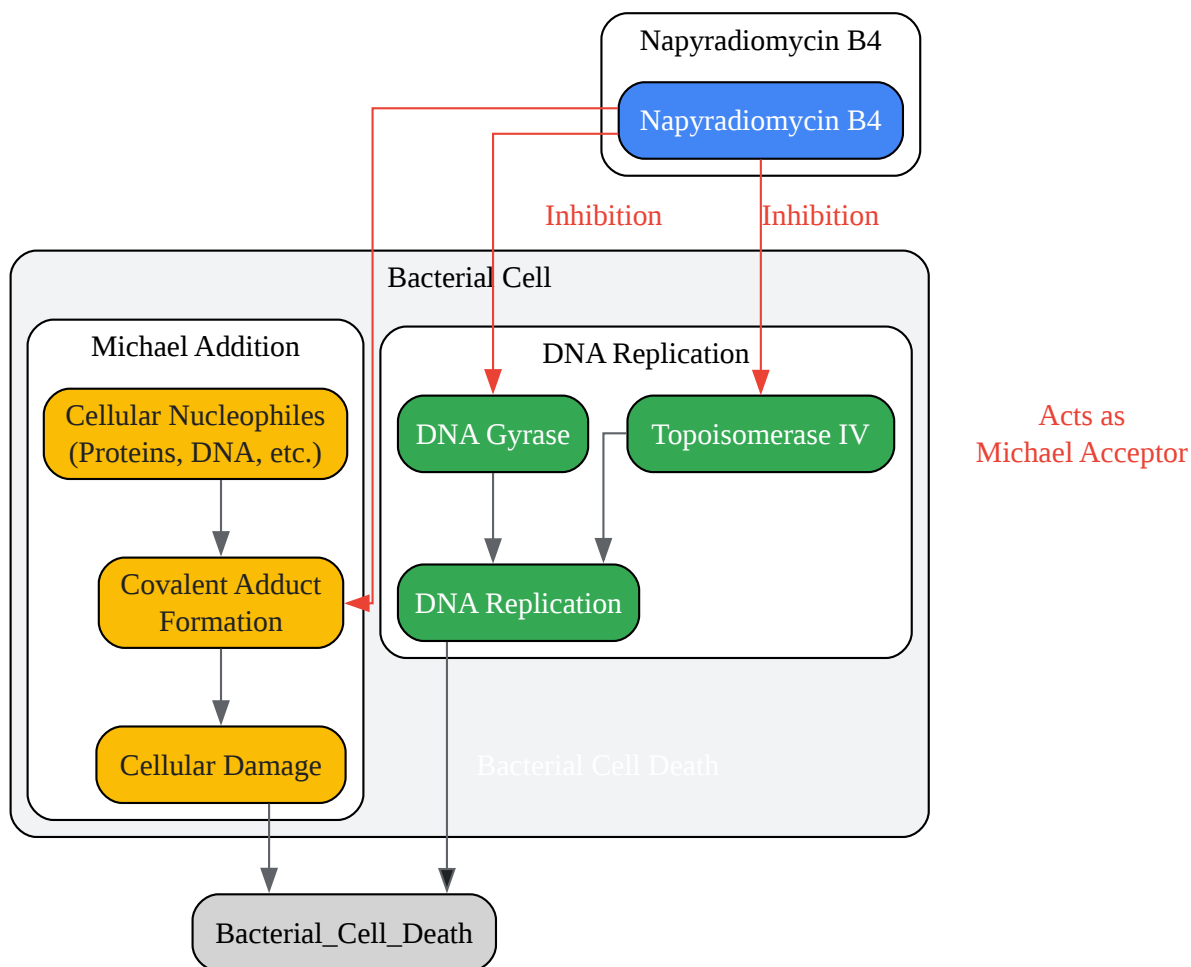 Napyradiomycin B4
Napyradiomycin B4
Inhibition
Inhibition
Bacterial Cell
Michael Addition
DNA Replication
Cellular Nucleophiles
(Proteins, DNA, etc.)
DNA Gyrase
Topoisomerase IV
Acts as
Michael Acceptor
Covalent Adduct
Formation
DNA Replication
Cellular Damage
Bacterial Cell Death
Bacterial_Cell_Death